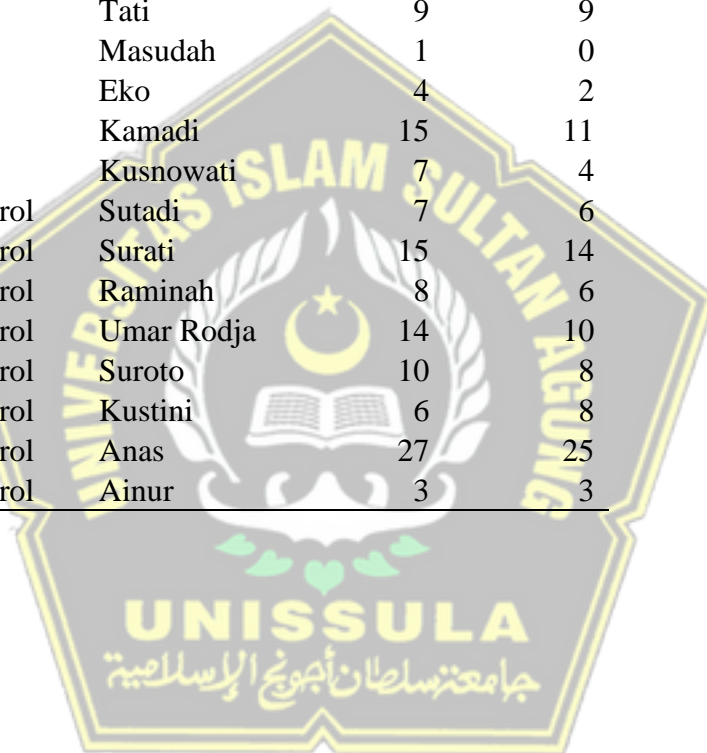 Tati 9 9
Masudah 1 0
Eko 4 2
Kamadi 15 11
Kusnowati 7 4
rol Sutadi 7 6
rol Surati 15 14
rol Raminah 8 6
rol Umar Rodja 14 10
rol Suroto 10 8
rol Kustini 6 8
rol Anas 27 25
rol Ainur 3 3
UNIVERSITAS ISLAM SULTAN AGUNG
UNISSULA
جامعة سلطان أجونج الإسلامية